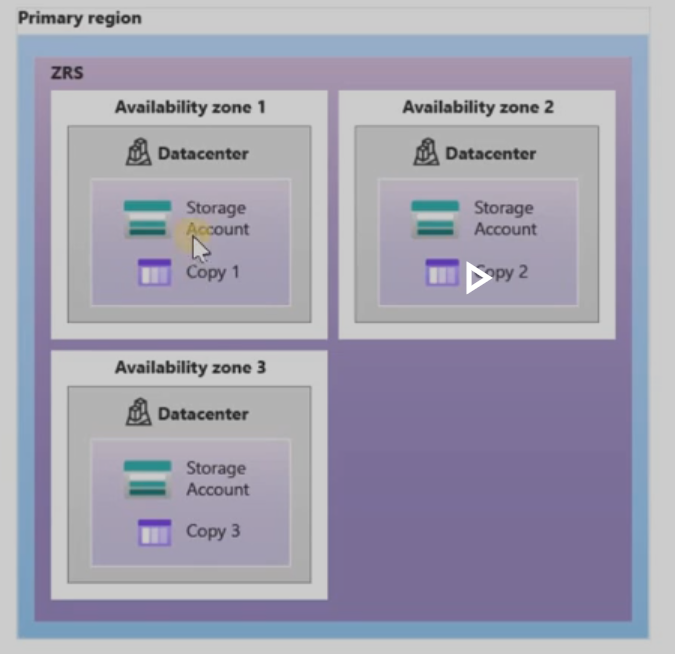 Primary region
ZRS
Availability zone 1
Datacenter
Storage
Account
Copy 1
Availability zone 2
Datacenter
Storage
Account
Copy 2
Availability zone 3
Datacenter
Storage
Account
Copy 3